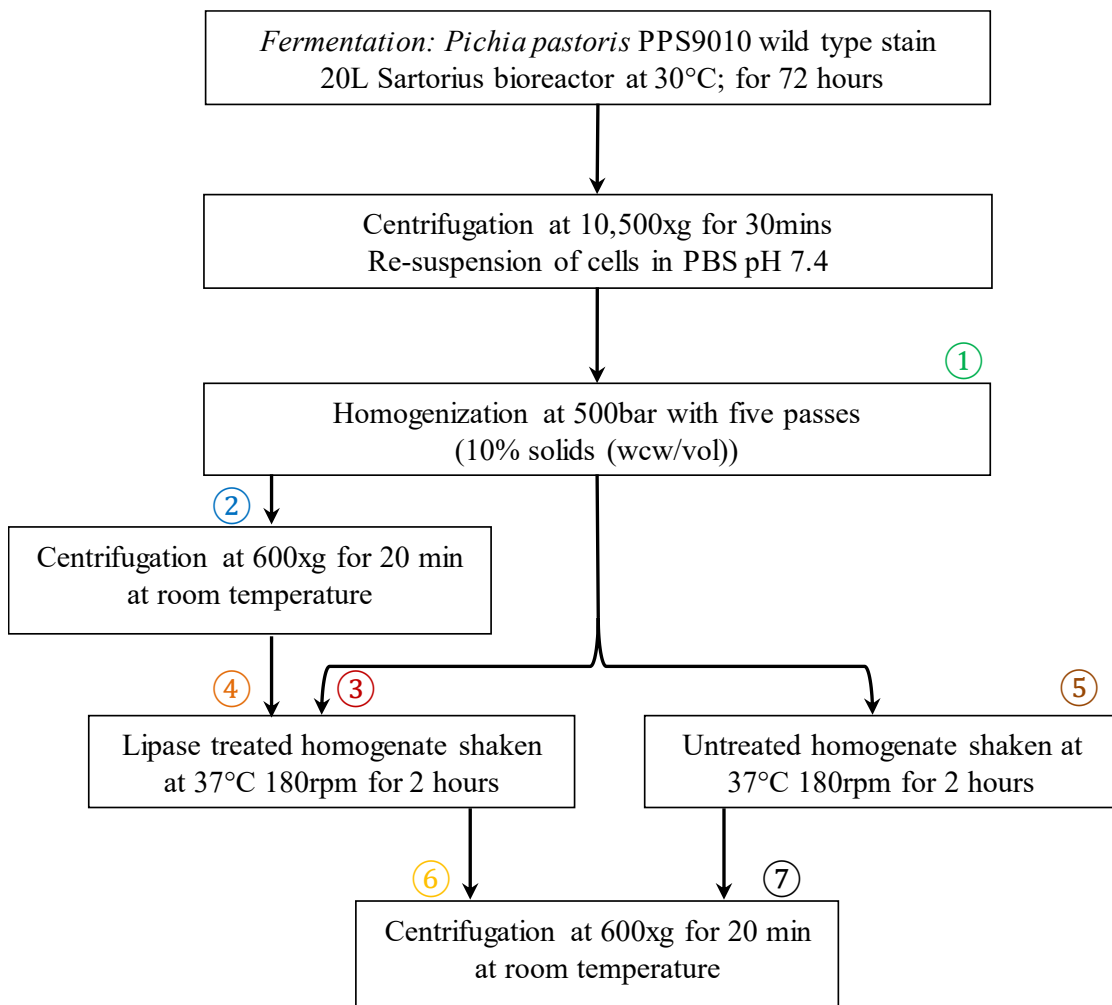 Fermentation: Pichia pastoris PPS9010 wild type stain
20L Sartorius bioreactor at 30°C; for 72 hours
Centrifugation at 10,500xg for 30mins
Re-suspension of cells in PBS pH 7.4
①
Homogenization at 500bar with five passes
(10% solids (wcw/vol))
②
Centrifugation at 600xg for 20 min
at room temperature
④
③
⑤
Lipase treated homogenate shaken
at 37°C 180rpm for 2 hours
Untreated homogenate shaken at
37°C 180rpm for 2 hours
⑥
⑦
Centrifugation at 600xg for 20 min
at room temperature